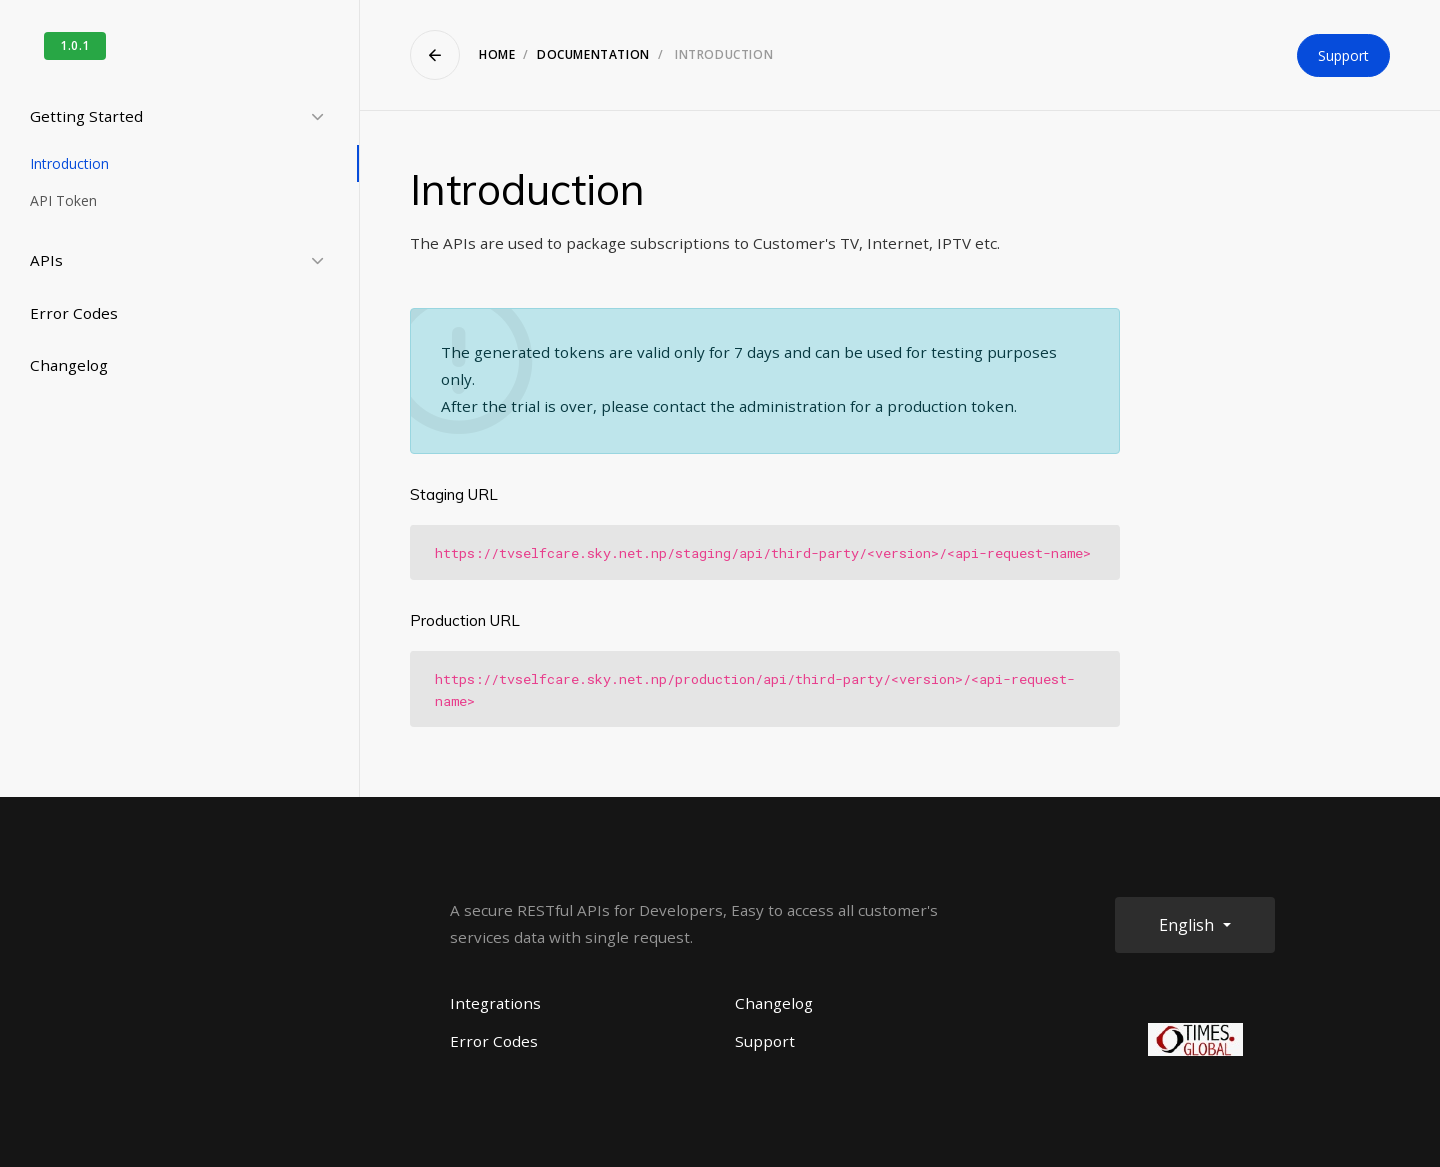 1.0.1
Getting Started
Introduction
API Token
APIs
Error Codes
Changelog
HOME / DOCUMENTATION / INTRODUCTION
Support
Introduction
The APIs are used to package subscriptions to Customer's TV, Internet, IPTV etc.
The generated tokens are valid only for 7 days and can be used for testing purposes
only.
After the trial is over, please contact the administration for a production token.
Staging URL
https://tvselfcare.sky.net.np/staging/api/third-party/<version>/<api-request-name>
Production URL
https://tvselfcare.sky.net.np/production/api/third-party/<version>/<api-request-
name>
A secure RESTful APIs for Developers, Easy to access all customer's
services data with single request.
English
Integrations
Changelog
Error Codes
Support
TIMES
GLOBAL